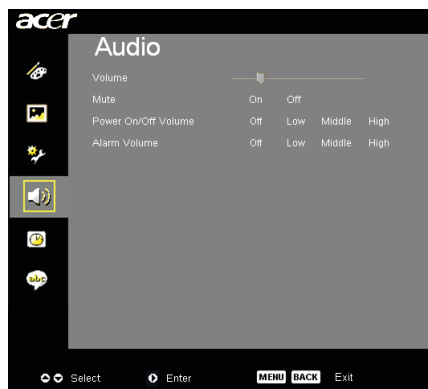 acer
Audio
Volume
Mute On Off
Power On/Off Volume Off Low Middle High
Alarm Volume Off Low Middle High
abc
Select Enter MENU BACK Exit